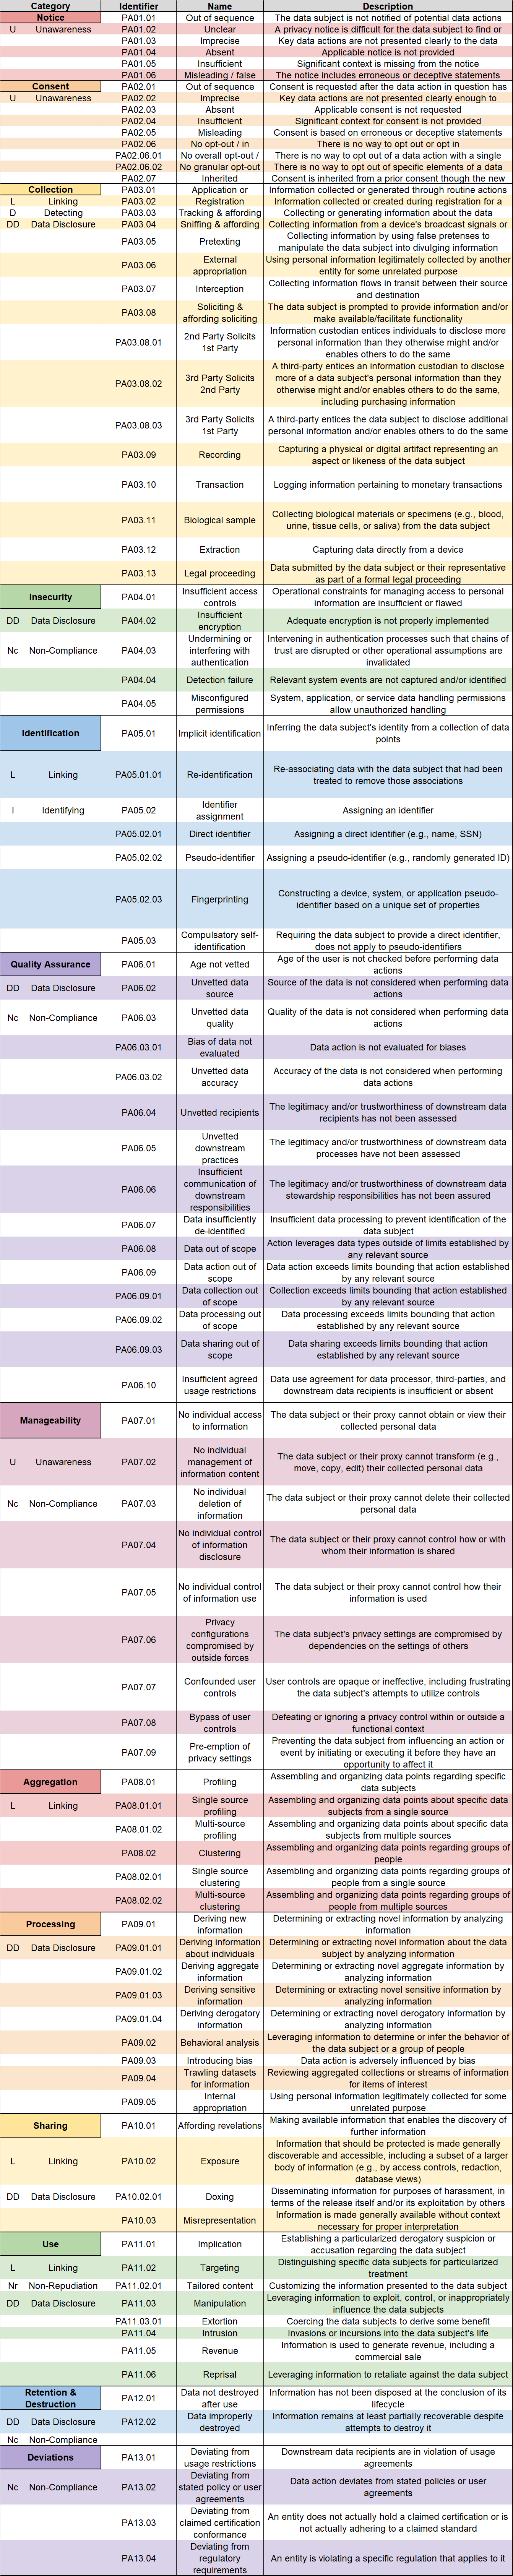 Category Identifier Name Description
Notice PA01.01 Out of sequence The data subject is not notified of potential data actions
U Unawareness PA01.02 Unclear A privacy notice is difficult for the data subject to find or
PA01.03 Imprecise Key data actions are not presented clearly to the data
PA01.04 Absent Applicable notice is not provided
PA01.05 Insufficient Significant context is missing from the notice
PA01.06 Misleading / false The notice includes erroneous or deceptive statements
Consent PA02.01 Out of sequence Consent is requested after the data action in question has
U Unawareness PA02.02 Imprecise Key data actions are not presented clearly enough to
PA02.03 Absent Applicable consent is not requested
PA02.04 Insufficient Significant context for consent is not provided
PA02.05 Misleading Consent is based on erroneous or deceptive statements
PA02.06 No opt-out / in There is no way to opt out or opt in
PA02.06.01 No overall opt-out / There is no way to opt out of a data action with a single
PA02.06.02 No granular opt-out There is no way to opt out of specific elements of a data
PA02.07 Inherited Consent is inherited from a prior consent though the new
Collection PA03.01 Application or Information collected or generated through routine actions
L Linking PA03.02 Registration Information collected or created during registration for a
D Detecting PA03.03 Tracking & affording Collecting or generating information about the data
DD Data Disclosure PA03.04 Sniffing & affording Collecting information from a device's broadcast signals or
PA03.05 Pretexting Collecting information by using false pretenses to
manipulate the data subject into divulging information
PA03.06 External
appropriation Using personal information legitimately collected by another
entity for some unrelated purpose
PA03.07 Interception Collecting information flows in transit between their source
and destination
PA03.08 Soliciting &
affording soliciting The data subject is prompted to provide information and/or
make available/facilitate functionality
PA03.08.01 2nd Party Solicits
1st Party Information custodian entices individuals to disclose more
personal information than they otherwise might and/or
enables others to do the same
PA03.08.02 3rd Party Solicits
2nd Party A third-party entices an information custodian to disclose
more of a data subject's personal information than they
otherwise might and/or enables others to do the same,
including purchasing information
PA03.08.03 3rd Party Solicits
1st Party A third-party entices the data subject to disclose additional
personal information and/or enables others to do the same
PA03.09 Recording Capturing a physical or digital artifact representing an
aspect or likeness of the data subject
PA03.10 Transaction Logging information pertaining to monetary transactions
PA03.11 Biological sample Collecting biological materials or specimens (e.g., blood,
urine, tissue cells, or saliva) from the data subject
PA03.12 Extraction Capturing data directly from a device
PA03.13 Legal proceeding Data submitted by the data subject or their representative
as part of a formal legal proceeding
Insecurity PA04.01 Insufficient access
controls Operational constraints for managing access to personal
information are insufficient or flawed
DD Data Disclosure PA04.02 Insufficient
encryption Adequate encryption is not properly implemented
Nc Non-Compliance PA04.03 Undermining or
interfering with
authentication Intervening in authentication processes such that chains of
trust are disrupted or other operational assumptions are
invalidated
PA04.04 Detection failure Relevant system events are not captured and/or identified
PA04.05 Misconfigured
permissions System, application, or service data handling permissions
allow unauthorized handling
Identification PA05.01 Implicit identification Inferring the data subject's identity from a collection of data
points
L Linking PA05.01.01 Re-identification Re-associating data with the data subject that had been
treated to remove those associations
I Identifying PA05.02 Identifier
assignment Assigning an identifier
PA05.02.01 Direct identifier Assigning a direct identifier (e.g., name, SSN)
PA05.02.02 Pseudo-identifier Assigning a pseudo-identifier (e.g., randomly generated ID)
PA05.02.03 Fingerprinting Constructing a device, system, or application pseudo-
identifier based on a unique set of properties
PA05.03 Compulsatory self-
identification Requiring the data subject to provide a direct identifier,
does not apply to pseudo-identifiers
Quality Assurance PA06.01 Age not vetted Age of the user is not checked before performing data
actions
DD Data Disclosure PA06.02 Unvetted data
source Source of the data is not considered when performing data
actions
Nc Non-Compliance PA06.03 Unvetted data
quality Quality of the data is not considered when performing data
actions
PA06.03.01 Bias of data not
evaluated Data action is not evaluated for biases
PA06.03.02 Unvetted data
accuracy Accuracy of the data is not considered when performing
data actions
PA06.04 Unvetted recipients The legitimacy and/or trustworthiness of downstream data
recipients has not been assessed
PA06.05 Unvetted
downstream
practices The legitimacy and/or trustworthiness of downstream data
processes have not been assessed
PA06.06 Insufficient
communication of
downstream
responsibilities The legitimacy and/or trustworthiness of downstream data
stewardship responsibilities has not been assured
PA06.07 Data insufficiently
de-identified Insufficient data processing to prevent identification of the
data subject
PA06.08 Data out of scope Action leverages data types outside of limits established by
any relevant source
PA06.09 Data action out of
scope Data action exceeds limits bounding that action established
by any relevant source
PA06.09.01 Data collection out
of scope Collection exceeds limits bounding that action established
by any relevant source
PA06.09.02 Data processing out
of scope Data processing exceeds limits bounding that action
established by any relevant source
PA06.09.03 Data sharing out of
scope Data sharing exceeds limits bounding that action
established by any relevant source
PA06.10 Insufficient agreed
usage restrictions Data use agreement for data processor, third-parties, and
downstream data recipients is insufficient or absent
Manageability PA07.01 No individual access
to information The data subject or their proxy cannot obtain or view their
collected personal data
U Unawareness PA07.02 No individual
management of
information content The data subject or their proxy cannot transform (e.g.,
move, copy, edit) their collected personal data
Nc Non-Compliance PA07.03 No individual
deletion of
information The data subject or their proxy cannot delete their collected
personal data
PA07.04 No individual control
of information
disclosure The data subject or their proxy cannot control how or with
whom their information is shared
PA07.05 No individual control
of information use The data subject or their proxy cannot control how their
information is used
PA07.06 Privacy
configurations
compromised by
outside forces The data subject's privacy settings are compromised by
dependencies on the settings of others
PA07.07 Confounded user
controls User controls are opaque or ineffective, including frustrating
the data subject's attempts to utilize controls
PA07.08 Bypass of user
controls Defeating or ignoring a privacy control within or outside a
functional context
PA07.09 Pre-emption of
privacy settings Preventing the data subject from influencing an action or
event by initiating or executing it before they have an
opportunity to affect it
Aggregation PA08.01 Profiling Assembling and organizing data points regarding specific
data subjects
L Linking PA08.01.01 Single source
profiling Assembling and organizing data points about specific data
subjects from a single source
PA08.01.02 Multi-source
profiling Assembling and organizing data points about specific data
subjects from multiple sources
PA08.02 Clustering Assembling and organizing data points regarding groups of
people
PA08.02.01 Single source
clustering Assembling and organizing data points regarding groups of
people from a single source
PA08.02.02 Multi-source
clustering Assembling and organizing data points regarding groups of
people from multiple sources
Processing PA09.01 Deriving new
information Determining or extracting novel information by analyzing
information
DD Data Disclosure PA09.01.01 Deriving information
about individuals Determining or extracting novel information about the data
subject by analyzing information
PA09.01.02 Deriving aggregate
information Determining or extracting novel aggregate information by
analyzing information
PA09.01.03 Deriving sensitive
information Determining or extracting novel sensitive information by
analyzing information
PA09.01.04 Deriving derogatory
information Determining or extracting novel derogatory information by
analyzing information
PA09.02 Behavioral analysis Leveraging information to determine or infer the behavior of
the data subject or a group of people
PA09.03 Introducing bias Data action is adversely influenced by bias
PA09.04 Trawling datasets
for information Reviewing aggregated collections or streams of information
for items of interest
PA09.05 Internal
appropriation Using personal information legitimately collected for some
unrelated purpose
Sharing PA10.01 Affording revelations Making available information that enables the discovery of
further information
L Linking PA10.02 Exposure Information that should be protected is made generally
discoverable and accessible, including a subset of a larger
body of information (e.g., by access controls, redaction,
database views)
DD Data Disclosure PA10.02.01 Doxing Disseminating information for purposes of harassment, in
terms of the release itself and/or its exploitation by others
PA10.03 Misrepresentation Information is made generally available without context
necessary for proper interpretation
Use PA11.01 Implication Establishing a particularized derogatory suspicion or
accusation regarding the data subject
L Linking PA11.02 Targeting Distinguishing specific data subjects for particularized
treatment
Nr Non-Repudiation PA11.02.01 Tailored content Customizing the information presented to the data subject
DD Data Disclosure PA11.03 Manipulation Leveraging information to exploit, control, or inappropriately
influence the data subjects
PA11.03.01 Extortion Coercing the data subjects to derive some benefit
PA11.04 Intrusion Invasions or incursions into the data subject's life
PA11.05 Revenue Information is used to generate revenue, including a
commercial sale
PA11.06 Reprisal Leveraging information to retaliate against the data subject
Retention &
Destruction PA12.01 Data not destroyed
after use Information has not been disposed at the conclusion of its
lifecycle
DD Data Disclosure PA12.02 Data improperly
destroyed Information remains at least partially recoverable despite
attempts to destroy it
Nc Non-Compliance
Deviations PA13.01 Deviating from
usage restrictions Downstream data recipients are in violation of usage
agreements
Nc Non-Compliance PA13.02 Deviating from
stated policy or user
agreements Data action deviates from stated policies or user
agreements
PA13.03 Deviating from
claimed certification
conformance An entity does not actually hold a claimed certification or is
not actually adhering to a claimed standard
PA13.04 Deviating from
regulatory
requirements An entity is violating a specific regulation that applies to it